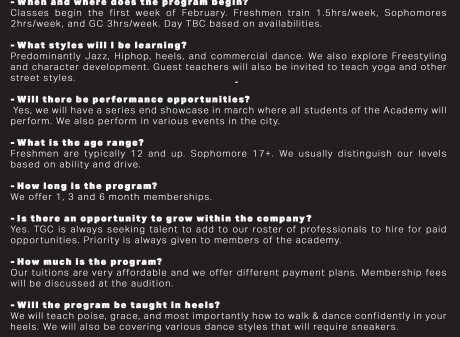 - When and where does the program begin?
Classes begin the first week of February. Freshmen train 1.5hrs/week, Sophomores
2hrs/week, and GC 3hrs/week. Day TBC based on availabilities.
- What styles will I be learning?
Predominantly Jazz, Hiphop, heels, and commercial dance. We also explore Freestyling
and character development. Guest teachers will also be invited to teach yoga and other
street styles.
-
- Will there be performance opportunities?
Yes, we will have a series end showcase in march where all students of the Academy will
perform. We also perform in various events in the city.
- What is the age range?
Freshmen are typically 12 and up. Sophomore 17+. We usually distinguish our levels
based on ability and drive.
- How long is the program?
We offer 1, 3 and 6 month memberships.
- Is there an opportunity to grow within the company?
Yes. TGC is always seeking talent to add to our roster of professionals to hire for paid
opportunities. Priority is always given to members of the academy.
- How much is the program?
Our tuitions are very affordable and we offer different payment plans. Membership fees
will be discussed at the audition.
- Will the program be taught in heels?
We will teach poise, grace, and most importantly how to walk & dance confidently in your
heels. We will also be covering various dance styles that will require sneakers.